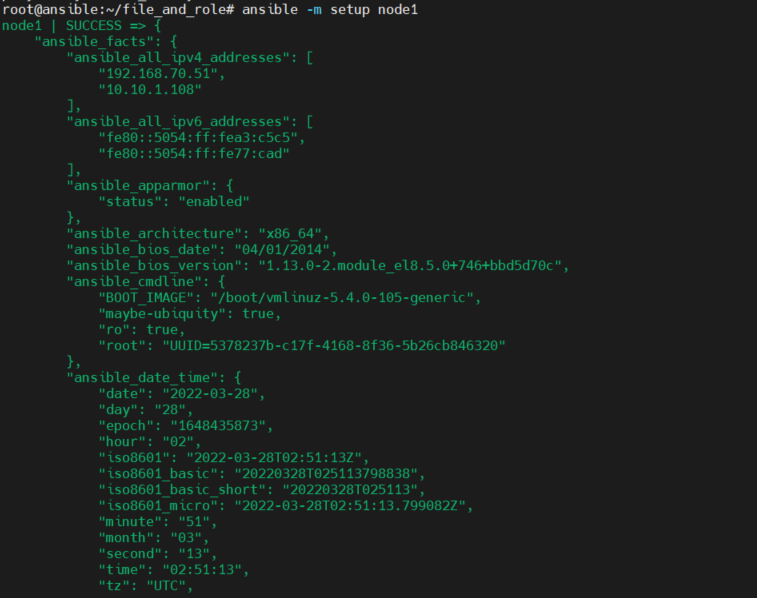 root@ansible:~/file_and_role# ansible -m setup node1
node1 | SUCCESS => {
    "ansible_facts": {
        "ansible_all_ipv4_addresses": [
            "192.168.70.51",
            "10.10.1.108"
        ],
        "ansible_all_ipv6_addresses": [
            "fe80::5054:ff:fea3:c5c5",
            "fe80::5054:ff:fe77:cad"
        ],
        "ansible_apparmor": {
            "status": "enabled"
        },
        "ansible_architecture": "x86_64",
        "ansible_bios_date": "04/01/2014",
        "ansible_bios_version": "1.13.0-2.module_el8.5.0+746+bbd5d70c",
        "ansible_cmdline": {
            "BOOT_IMAGE": "/boot/vmlinuz-5.4.0-105-generic",
            "maybe-ubiquity": true,
            "ro": true,
            "root": "UUID=5378237b-c17f-4168-8f36-5b26cb846320"
        },
        "ansible_date_time": {
            "date": "2022-03-28",
            "day": "28",
            "epoch": "1648435873",
            "hour": "02",
            "iso8601": "2022-03-28T02:51:13Z",
            "iso8601_basic": "20220328T025113798838",
            "iso8601_basic_short": "20220328T025113",
            "iso8601_micro": "2022-03-28T02:51:13.799082Z",
            "minute": "51",
            "month": "03",
            "second": "13",
            "time": "02:51:13",
            "tz": "UTC",